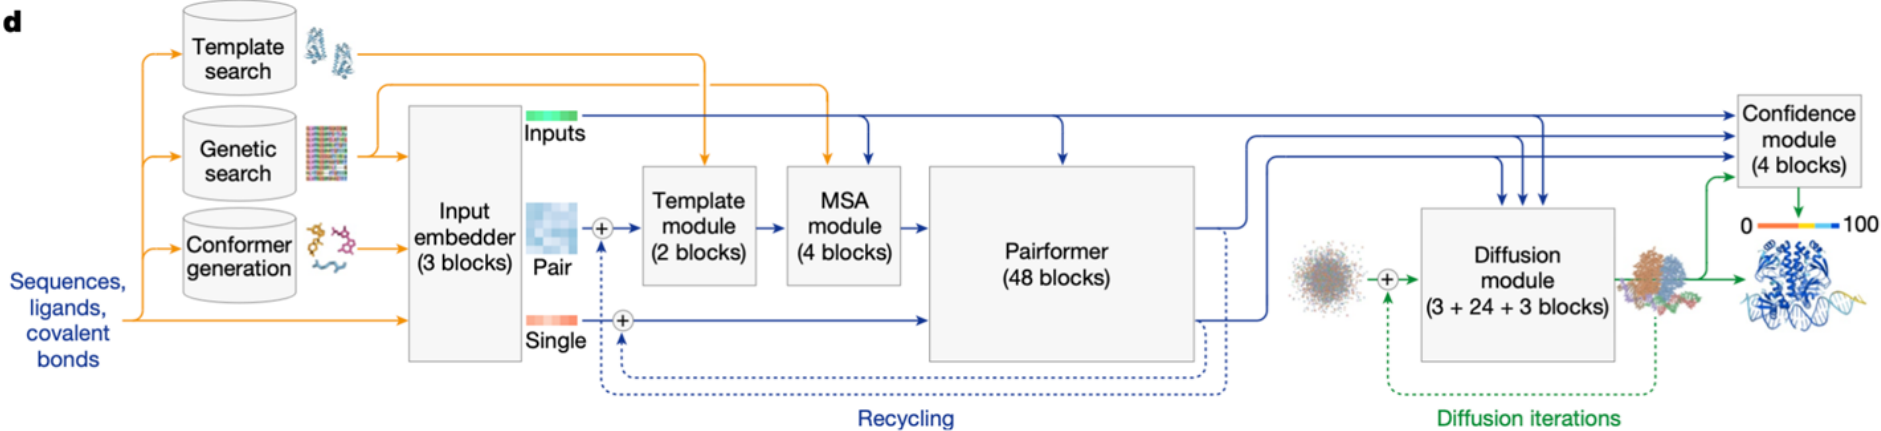 d
Template
search
Genetic
search
Conformer
generation
Sequences,
ligands,
covalent
bonds
Input
embedder
(3 blocks)
Inputs
Pair
Single
Template
module
(2 blocks)
MSA
module
(4 blocks)
Pairformer
(48 blocks)
Recycling
Diffusion
module
(3 + 24 + 3 blocks)
Diffusion iterations
Confidence
module
(4 blocks)
0 100
+
+
+